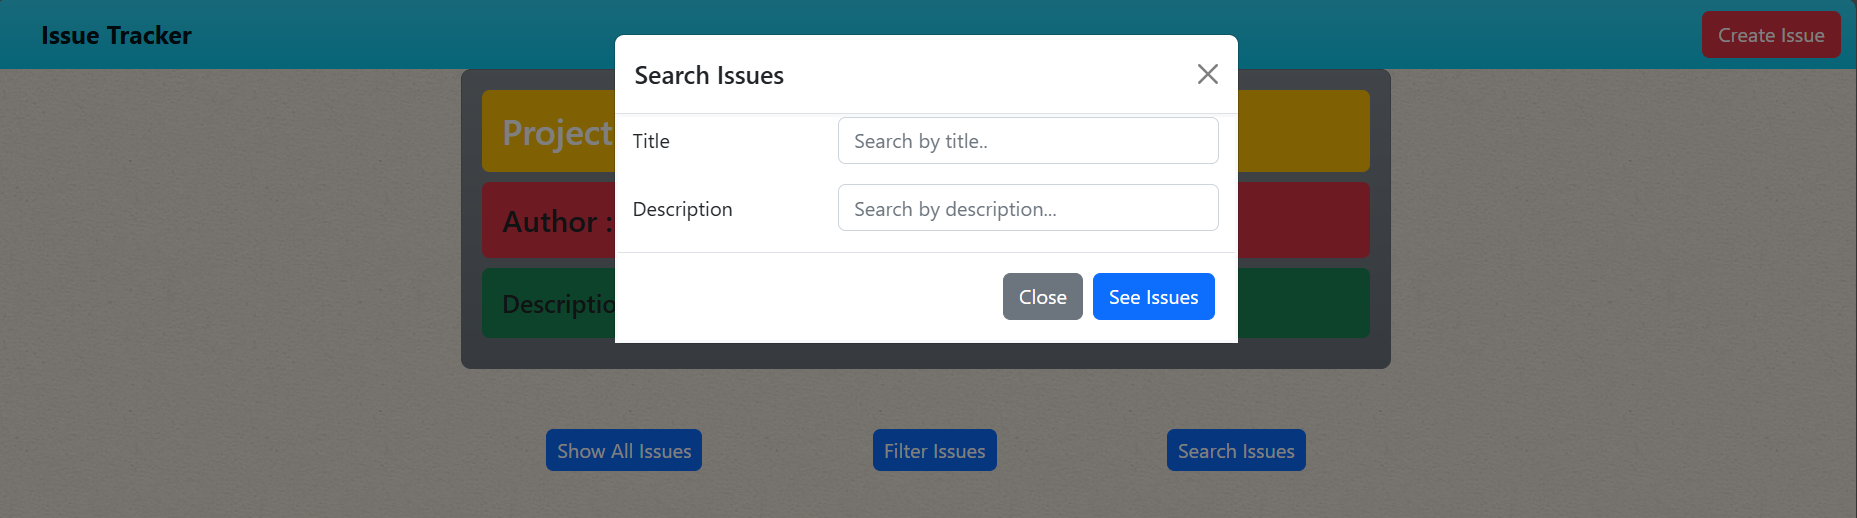 Issue Tracker
Create Issue
Search Issues
Project
Title
Search by title..
Author :
Description
Search by description...
Descriptio
Close
See Issues
Show All Issues
Filter Issues
Search Issues